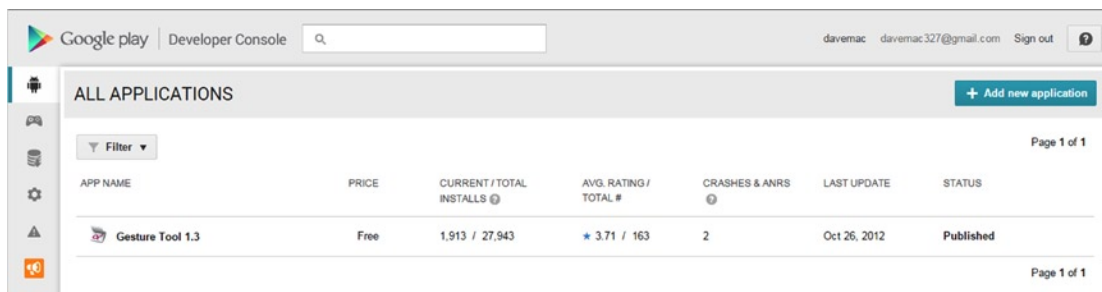 Google play Developer Console davemac davemac327@gmail.com Sign out
ALL APPLICATIONS + Add new application
Filter Page 1 of 1
APP NAME PRICE CURRENT / TOTAL INSTALLS AVG. RATING / TOTAL # CRASHES & ANRS LAST UPDATE STATUS
Gesture Tool 1.3 Free 1,913 / 27,943 ★ 3.71 / 163 2 Oct 26, 2012 Published
Page 1 of 1